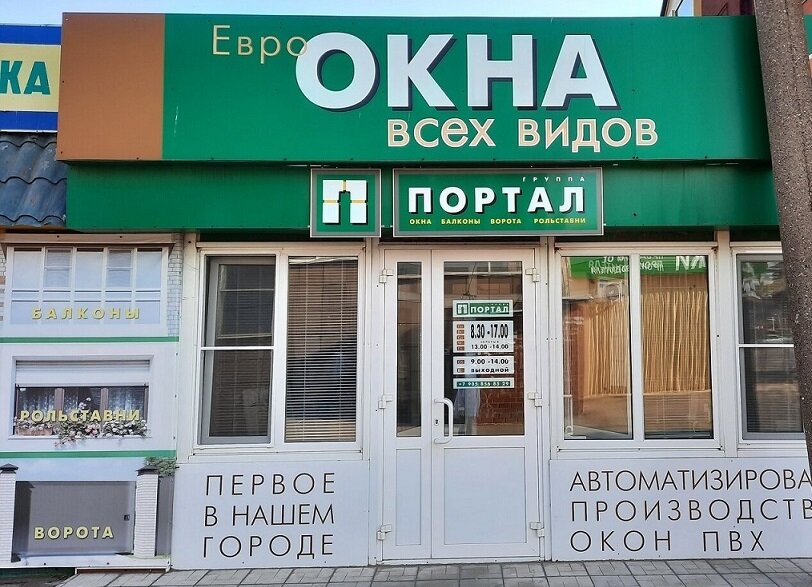 КА
Евро
ОКНА
всех видов
ГРУППА
П ПОРТАЛ
ОКНА БАЛКОНЫ ВОРОТА РОЛЬСТАВНИ
БАЛКОНЫ
РОЛЬСТАВНИ
ВОРОТА
ПОРТАЛ
8.30 -17.00
13.00 -14.00
9.00 -14.00
ВЫХОДНОЙ
ПЕРВОЕ
В НАШЕМ
ГОРОДЕ
АВТОМАТИЗИРОВА
ПРОИЗВОДСТВ
ОКОН ПВХ